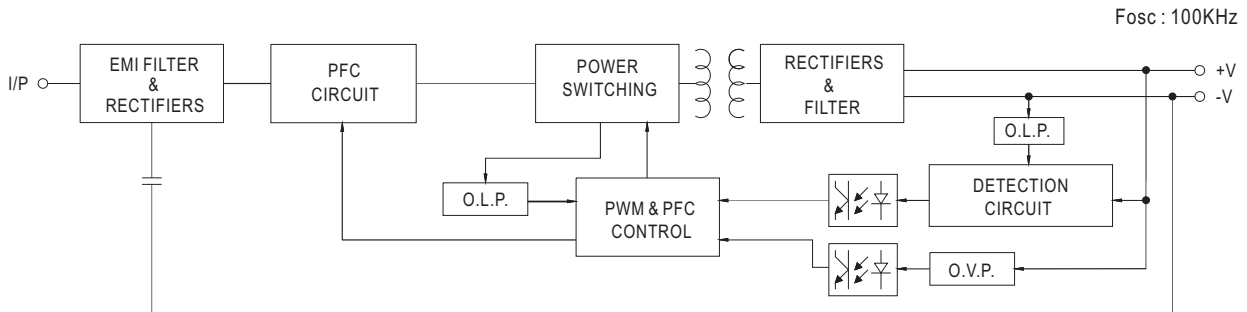 Fosc : 100KHz
I/P
EMI FILTER
&
RECTIFIERS
PFC
CIRCUIT
POWER
SWITCHING
RECTIFIERS
&
FILTER
+V
-V
O.L.P.
O.L.P.
PWM & PFC
CONTROL
DETECTION
CIRCUIT
O.V.P.